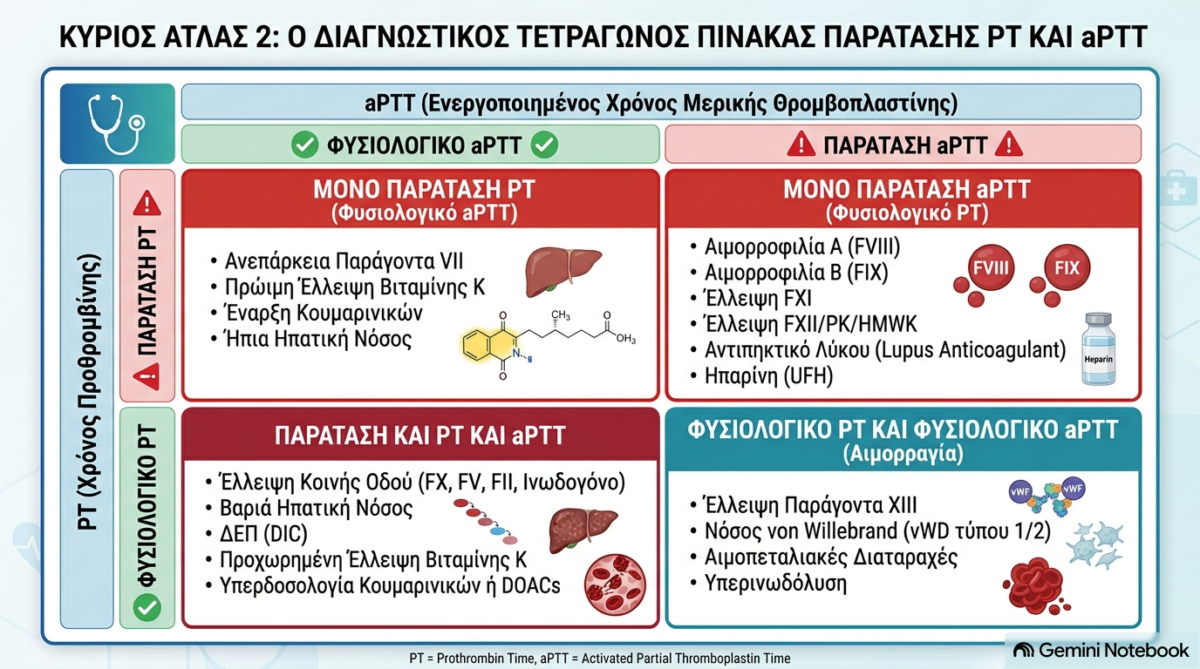 ΚΥΡΙΟΣ ΑΤΛΑΣ 2: Ο ΔΙΑΓΝΩΣΤΙΚΟΣ ΤΕΤΡΑΓΩΝΟΣ ΠΙΝΑΚΑΣ ΠΑΡΑΤΑΣΗΣ PT ΚΑΙ aPTT
aPTT (Ενεργοποιημένος Χρόνος Μερικής Θρομβοπλαστίνης)
ΦΥΣΙΟΛΟΓΙΚΟ aPTT
ΠΑΡΑΤΑΣΗ aPTT
PT (Χρόνος Προθρομβίνης)
ΠΑΡΑΤΑΣΗ PT
ΜΟΝΟ ΠΑΡΑΤΑΣΗ PT
(Φυσιολογικό aPTT)
• Ανεπάρκεια Παράγοντα VII
• Πρώιμη Έλλειψη Βιταμίνης Κ
• Έναρξη Κουμαρινικών
• Ήπια Ηπατική Νόσος
O
CH₃
O
OH₃
N
s
O
ΜΟΝΟ ΠΑΡΑΤΑΣΗ aPTT
(Φυσιολογικό PT)
• Αιμορροφιλία Α (FVIII)
• Αιμορροφιλία Β (FIX)
• Έλλειψη FXI
• Έλλειψη FXII/PK/HMWK
• Αντιπηκτικό Λύκου (Lupus Anticoagulant)
• Ηπαρίνη (UFH)
FVIII
FIX
Heparin
ΦΥΣΙΟΛΟΓΙΚΟ PT
ΠΑΡΑΤΑΣΗ ΚΑΙ PT ΚΑΙ aPTT
• Έλλειψη Κοινής Οδού (FX, FV, FII, Ινωδογόνο)
• Βαριά Ηπατική Νόσος
• ΔΕΠ (DIC)
• Προχωρημένη Έλλειψη Βιταμίνης Κ
• Υπερδοσολογία Κουμαρινικών ή DOACs
ΦΥΣΙΟΛΟΓΙΚΟ PT ΚΑΙ ΦΥΣΙΟΛΟΓΙΚΟ aPTT
(Αιμορραγία)
• Έλλειψη Παράγοντα XIII
• Νόσος von Willebrand (vWD τύπου 1/2)
• Αιμοπεταλιακές Διαταραχές
• Υπερινωδόλυση
vWF
vWF
PT = Prothrombin Time, aPTT = Activated Partial Thromboplastin Time
Gemini Notebook